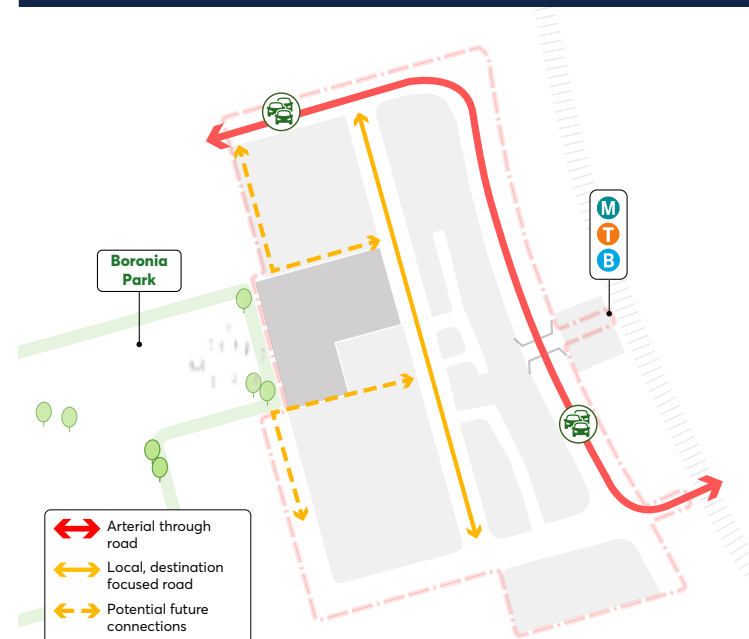 M
T
B
Boronia
Park
Arterial through
road
Local, destination
focused road
Potential future
connections